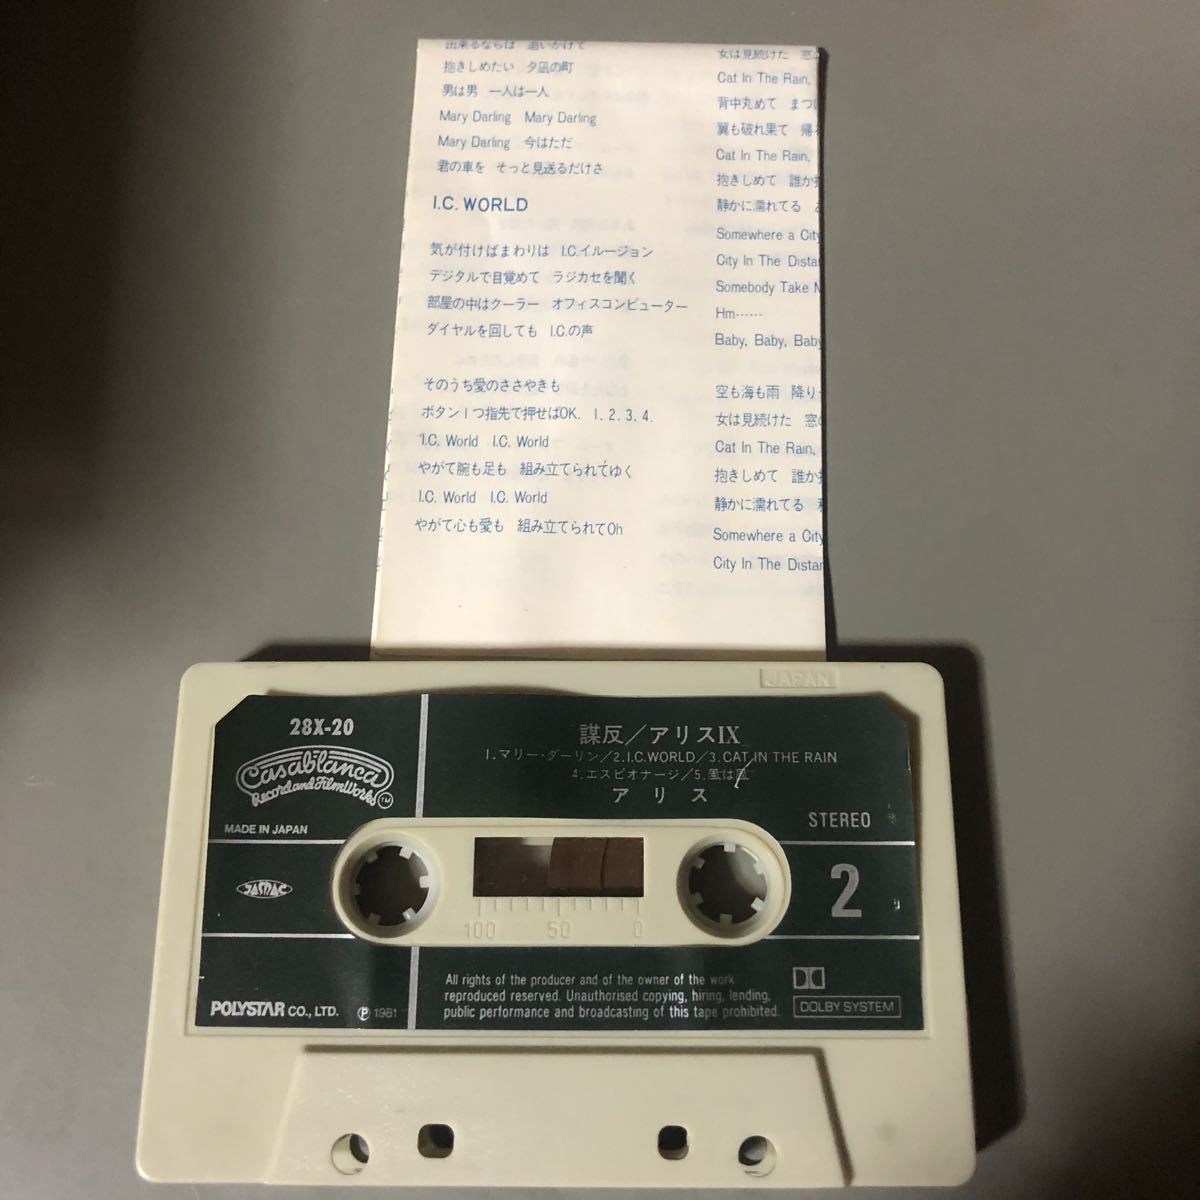 出来るならば　追いかけて
抱きしめたい　夕凪の町
男は男　一人は一人
Mary Darling　Mary Darling
Mary Darling　今はただ
君の車を　そっと見送るだけさ
I.C. WORLD
気が付けばまわりは　I.C.イルージョン
デジタルで目覚めて　ラジカセを聞く
部屋の中はクーラー　オフィスコンピューター
ダイヤルを回しても　I.C.の声
そのうち愛のささやきも
ボタン1つ指先で押せばOK.　1. 2. 3. 4.
I.C. World　I.C. World
やがて腕も足も　組み立てられてゆく
I.C. World　I.C. World
やがて心も愛も　組み立てられてOh
女は見続けた　窓
Cat In The Rain,
背中丸めて　まつ
翼も破れ果て　帰
Cat In The Rain,
抱きしめて　誰か
静かに濡れてる
Somewhere a City
City In The Distan
Somebody Take
Hm------
Baby, Baby, Baby
空も海も雨　降り
女は見続けた　窓
Cat In The Rain,
抱きしめて　誰か
静かに濡れてる
Somewhere a City
City In The Distan
JAPAN
28X-20
Casablanca
Record and FilmWorks
TM
MADE IN JAPAN
JASRAC
POLYSTAR CO., LTD.
Ⓟ 1981
謀反／アリスIX
1.マリー・ダーリン／2.I.C.WORLD／3.CAT IN THE RAIN
4.エスピオナージ／5.風は風
アリス
STEREO
2
100 50 0
All rights of the producer and of the owner of the work
reproduced reserved. Unauthorised copying, hiring, lending,
public performance and broadcasting of this tape prohibited.
DOLBY SYSTEM